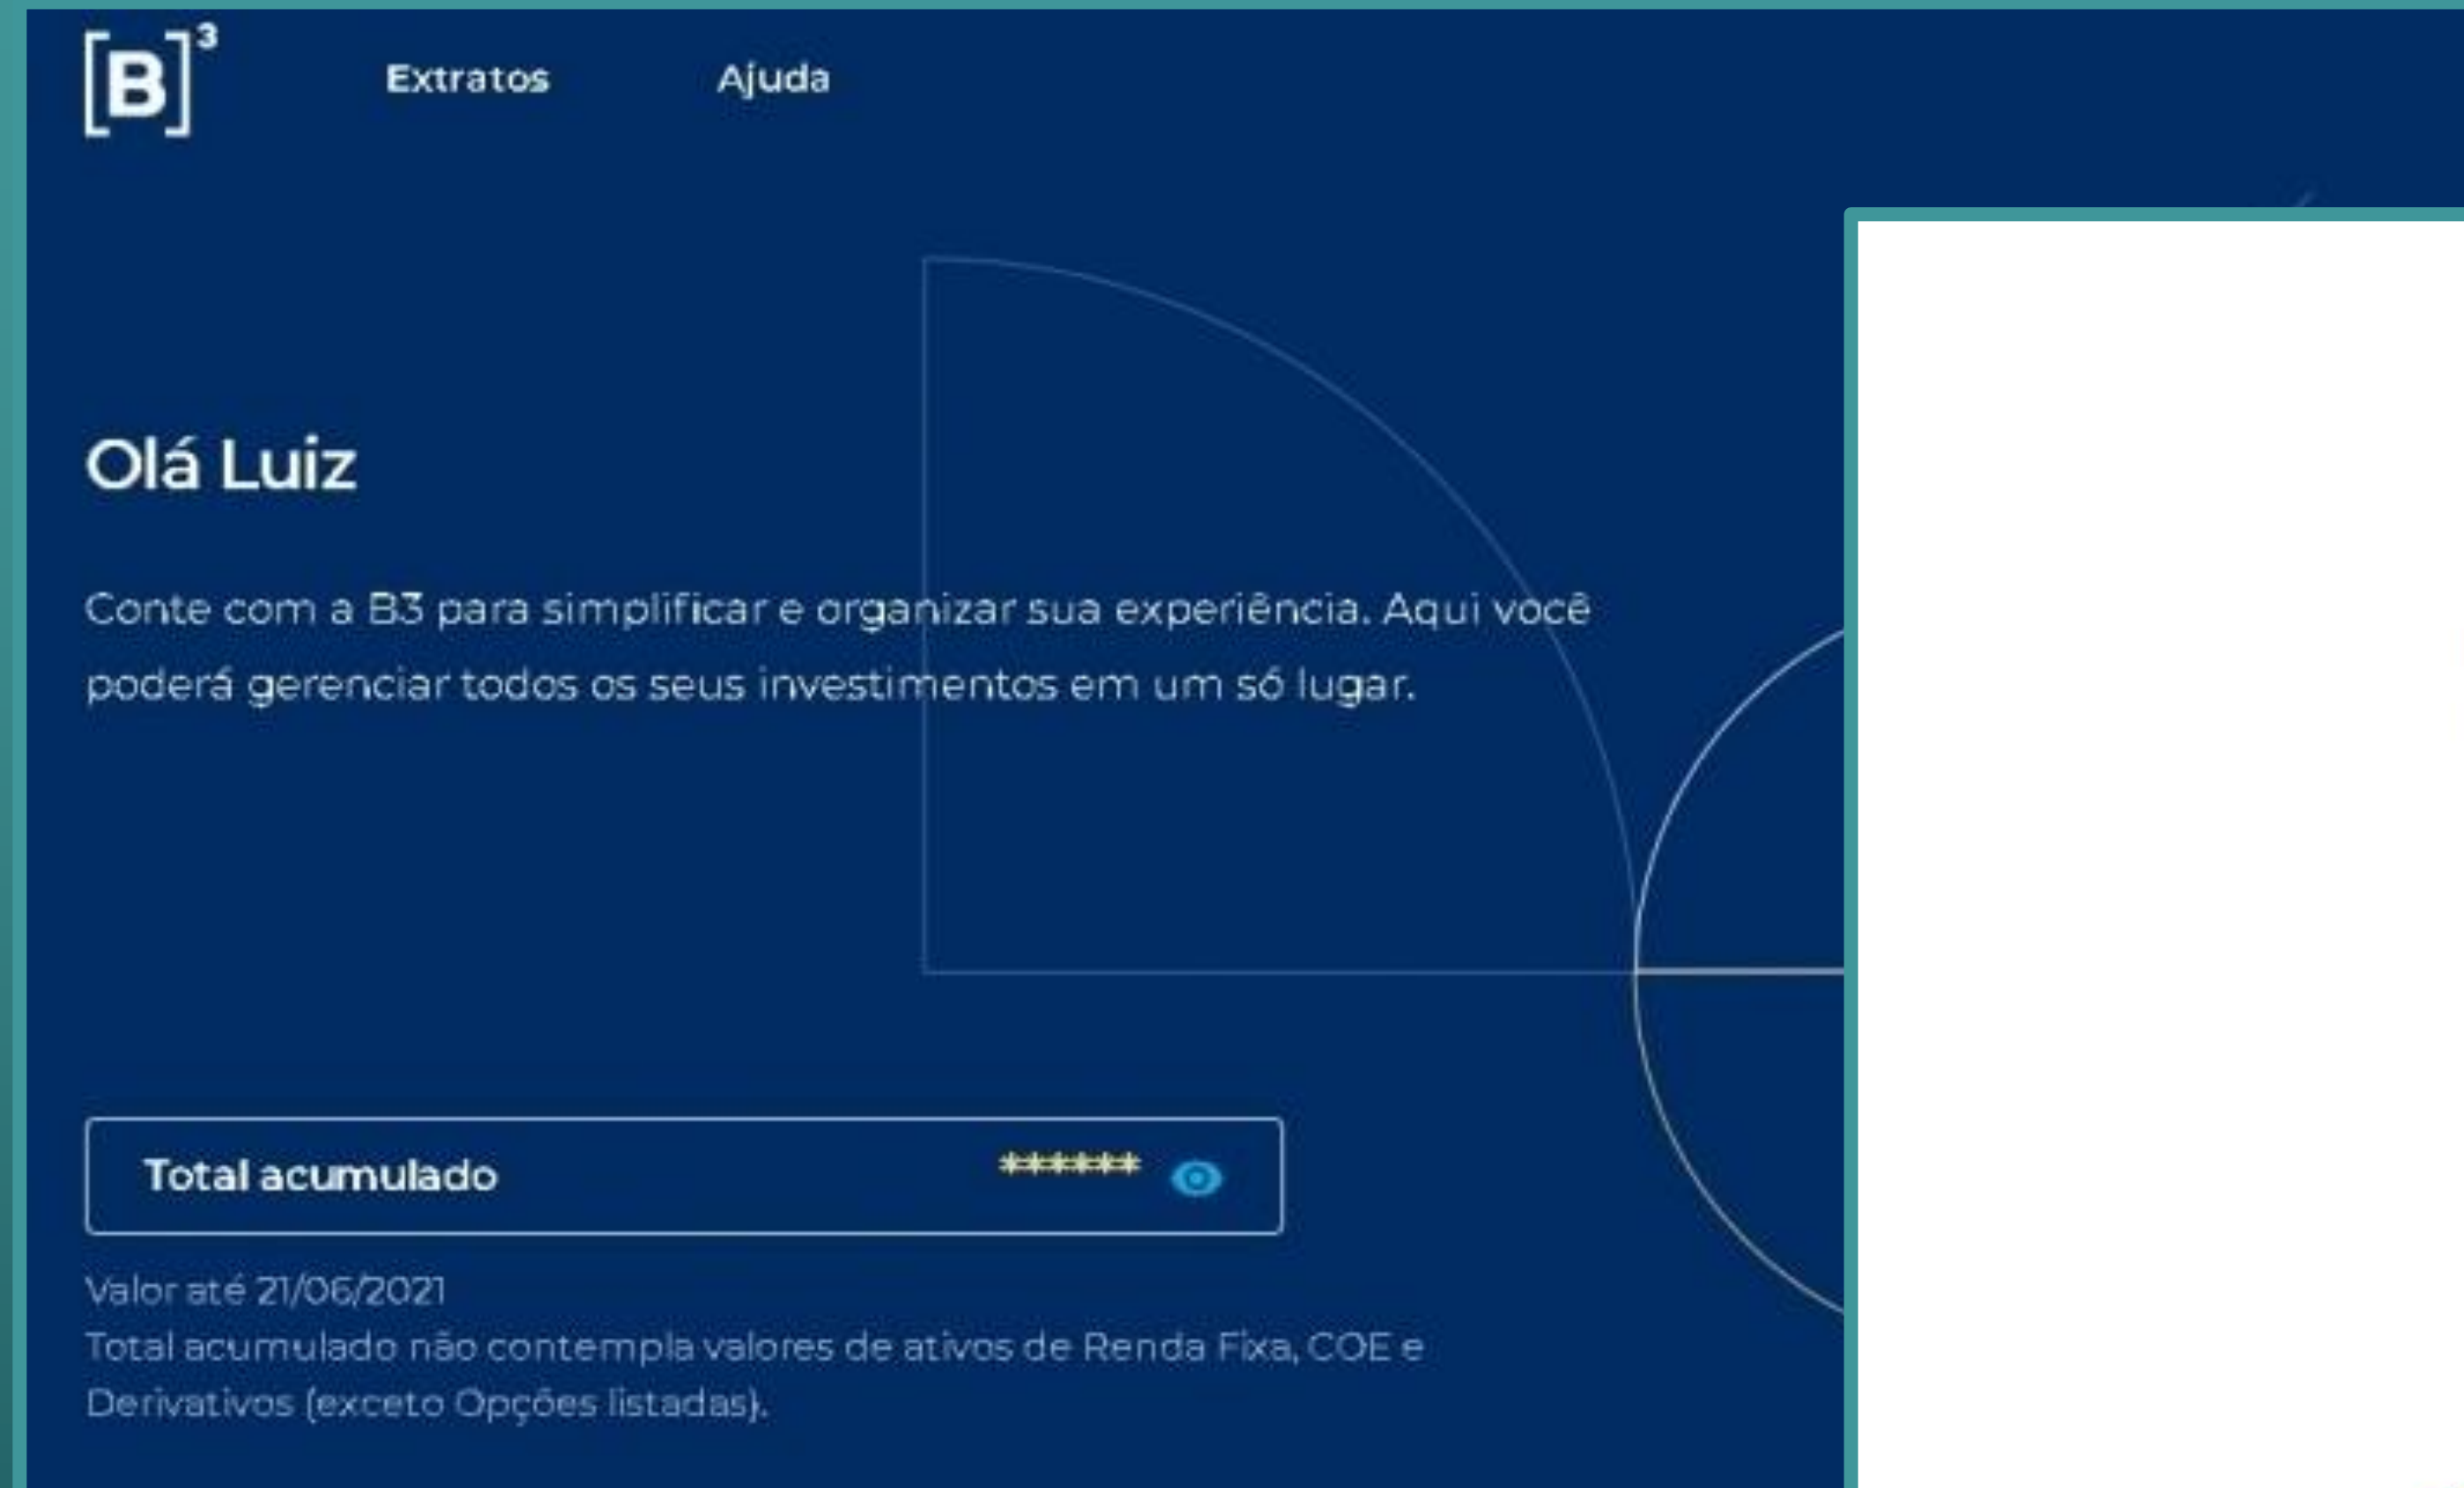 [B]³
Extratos
Ajuda
Olá Luiz
Conte com a B3 para simplificar e organizar sua experiência. Aqui você
poderá gerenciar todos os seus investimentos em um só lugar.
Total acumulado ******
Valor até 21/06/2021
Total acumulado não contempla valores de ativos de Renda Fixa, COE e
Derivativos (exceto Opções listadas).